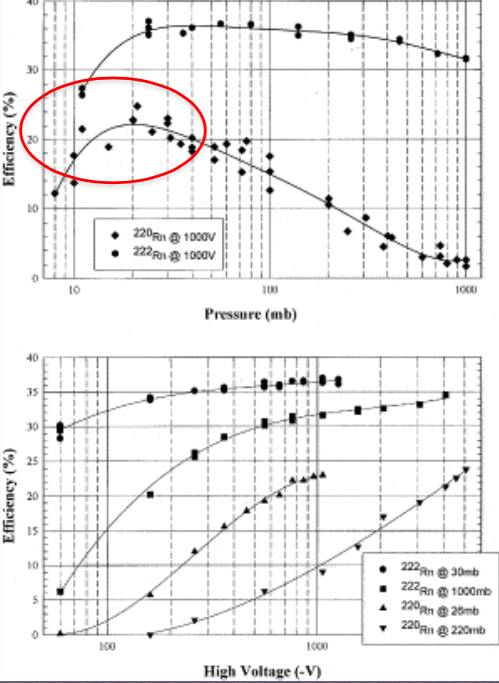 40
30
20
10
0
Efficiency (%)
220Rn @ 1000V
222Rn @ 1000V
10
100
1000
Pressure (mb)
40
35
30
25
20
15
10
5
0
Efficiency (%)
222Rn @ 30mb
222Rn @ 1000mb
220Rn @ 26mb
220Rn @ 220mb
100
1000
High Voltage (-V)